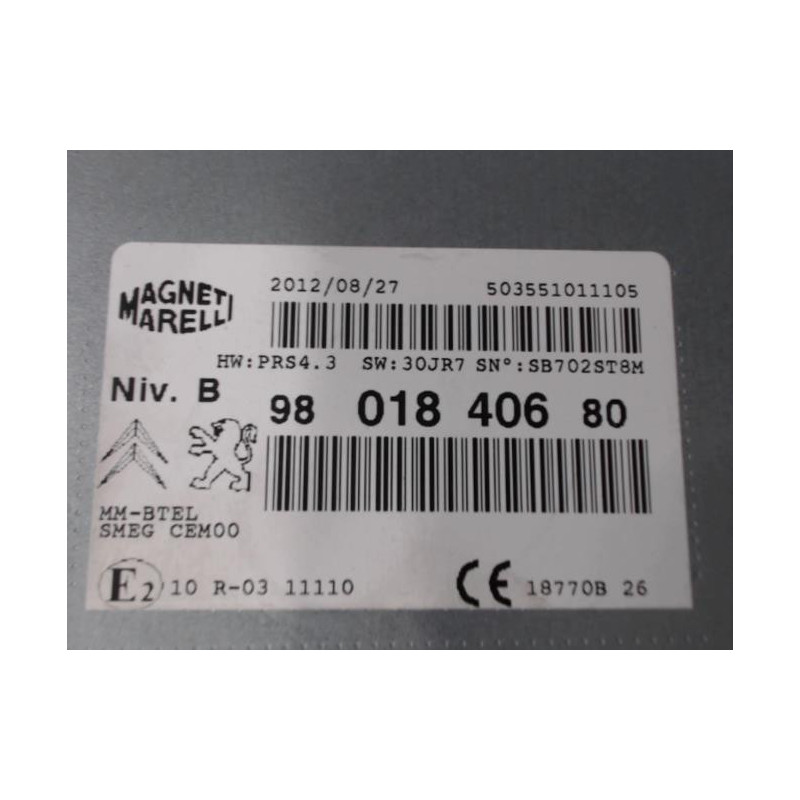 MAGNETI
MARELLI
2012/08/27 503551011105
HW:PRS4.3 SW:30JR7 SN°:SB702ST8M
Niv. B
98 018 406 80
MM-BTEL
SMEG CEM00
E2 10 R-03 11110 CE 18770B 26